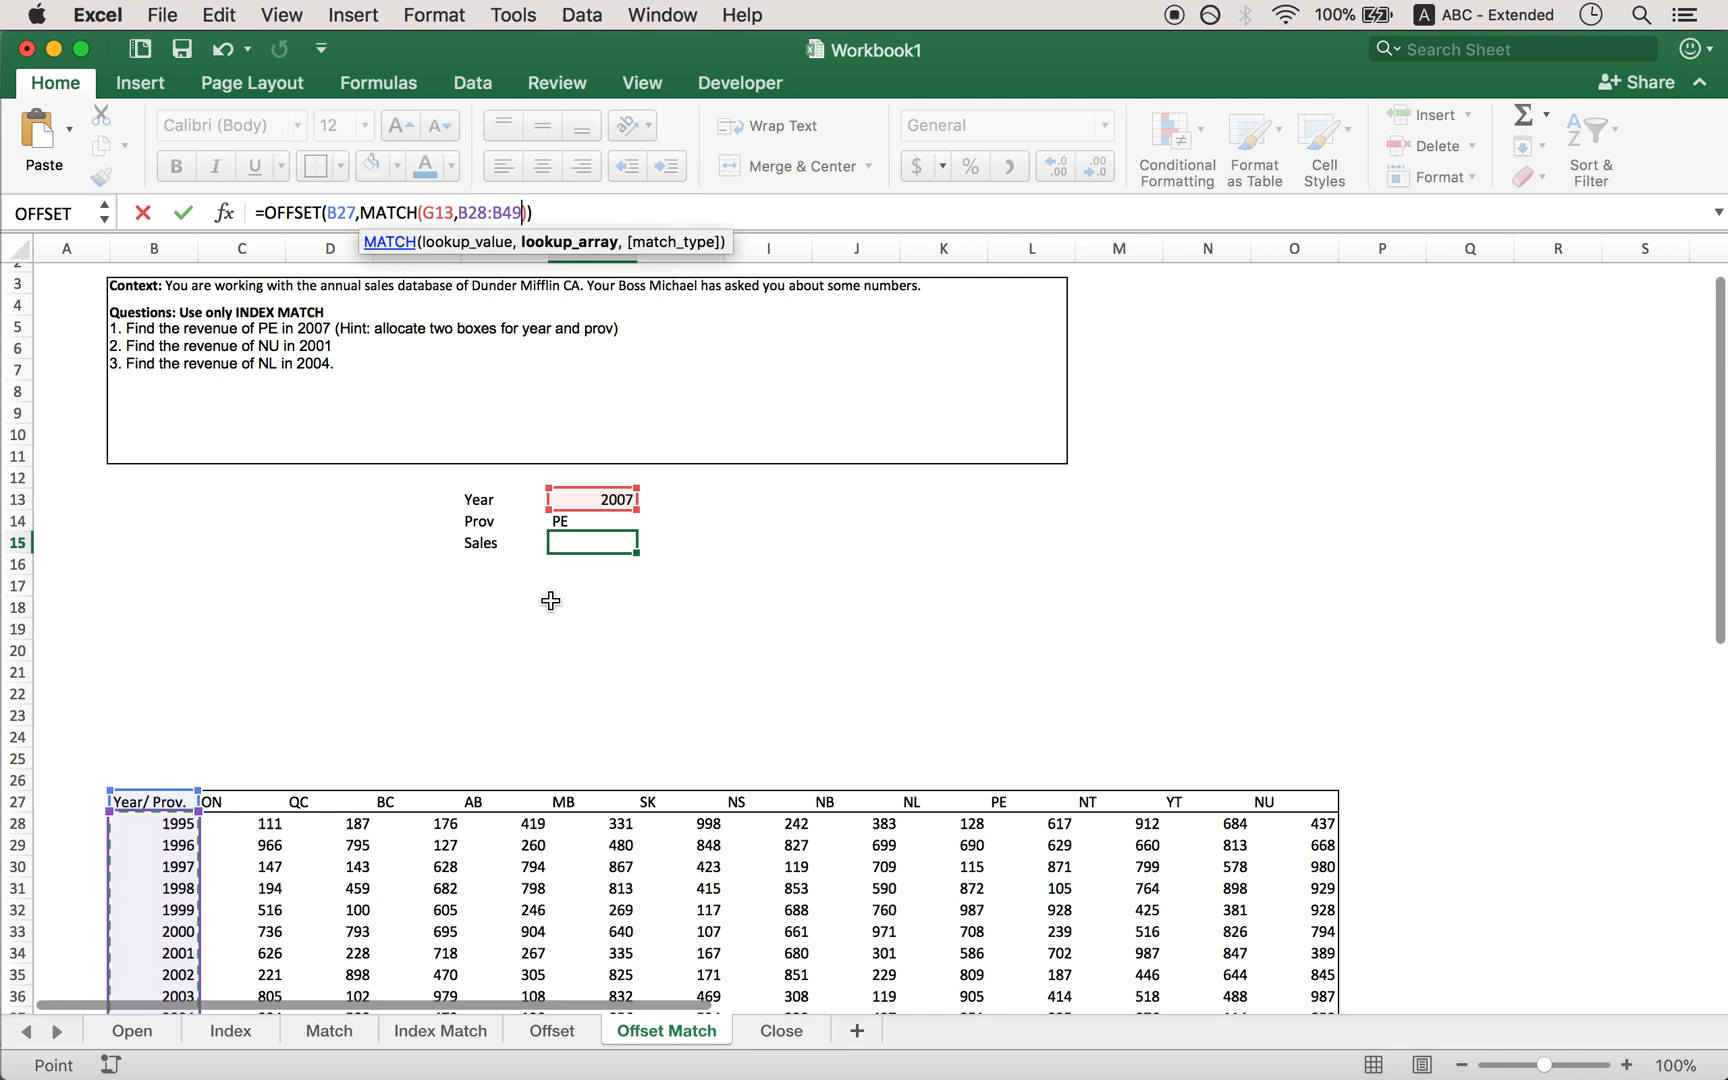 Excel File Edit View Insert Format Tools Data Window Help 100% A ABC - Extended
Workbook1
Search Sheet
Home Insert Page Layout Formulas Data Review View Developer Share
Paste
Calibri (Body) 12 A A
B I U A
Wrap Text
Merge & Center
General
$ % )
Conditional Formatting
Format as Table
Cell Styles
Insert
Delete
Format
Sort & Filter
OFFSET fx =OFFSET(B27,MATCH(G13,B28:B49))
MATCH(lookup_value, lookup_array, [match_type])
A B C D I J K L M N O P Q R S
3 Context: You are working with the annual sales database of Dunder Mifflin CA. Your Boss Michael has asked you about some numbers.
4 Questions: Use only INDEX MATCH
5 1. Find the revenue of PE in 2007 (Hint: allocate two boxes for year and prov)
6 2. Find the revenue of NU in 2001
7 3. Find the revenue of NL in 2004.
8
9
10
11
12
13 Year 2007
14 Prov PE
15 Sales
16
17
18
19
20
21
22
23
24
25
26
27 Year/ Prov. ON QC BC AB MB SK NS NB NL PE NT YT NU
28 1995 111 187 176 419 331 998 242 383 128 617 912 684 437
29 1996 966 795 127 260 480 848 827 699 690 629 660 813 668
30 1997 147 143 628 794 867 423 119 709 115 871 799 578 980
31 1998 194 459 682 798 813 415 853 590 872 105 764 898 929
32 1999 516 100 605 246 269 117 688 760 987 928 425 381 928
33 2000 736 793 695 904 640 107 661 971 708 239 516 826 794
34 2001 626 228 718 267 335 167 680 301 586 702 987 847 389
35 2002 221 898 470 305 825 171 851 229 809 187 446 644 845
36 2003 805 102 979 108 832 469 308 119 905 414 518 488 987
Open Index Match Index Match Offset Offset Match Close +
Point 100%